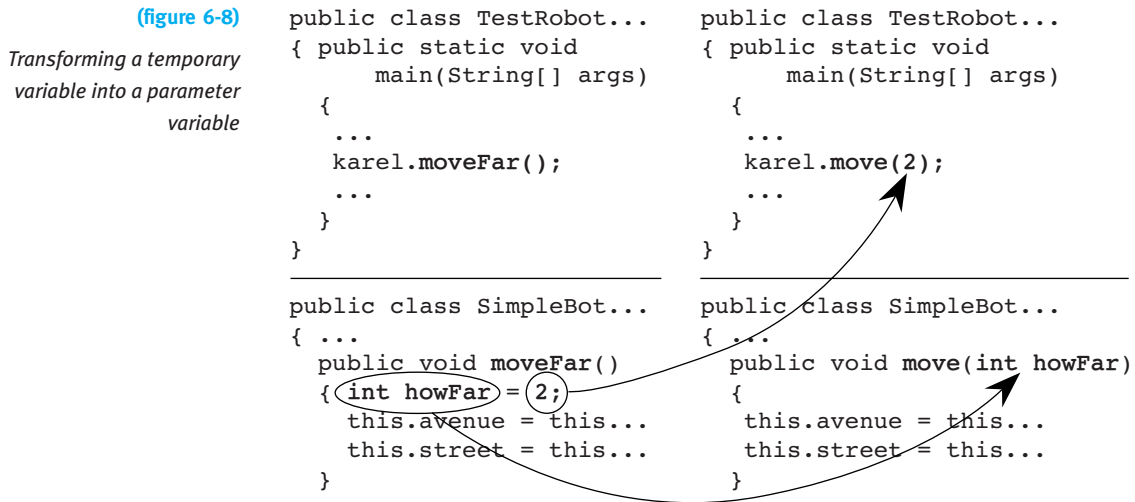 (figure 6-8)
Transforming a temporary
variable into a parameter
variable
public class TestRobot...
{ public static void
main(String[] args)
{
...
karel.moveFar();
...
}
}
public class SimpleBot...
{ ...
public void moveFar()
{ int howFar = 2;
this.avenue = this...
this.street = this...
}
public class TestRobot...
{ public static void
main(String[] args)
{
...
karel.move(2);
...
}
}
public class SimpleBot...
{ ...
public void move(int howFar)
{
this.avenue = this...
this.street = this...
}